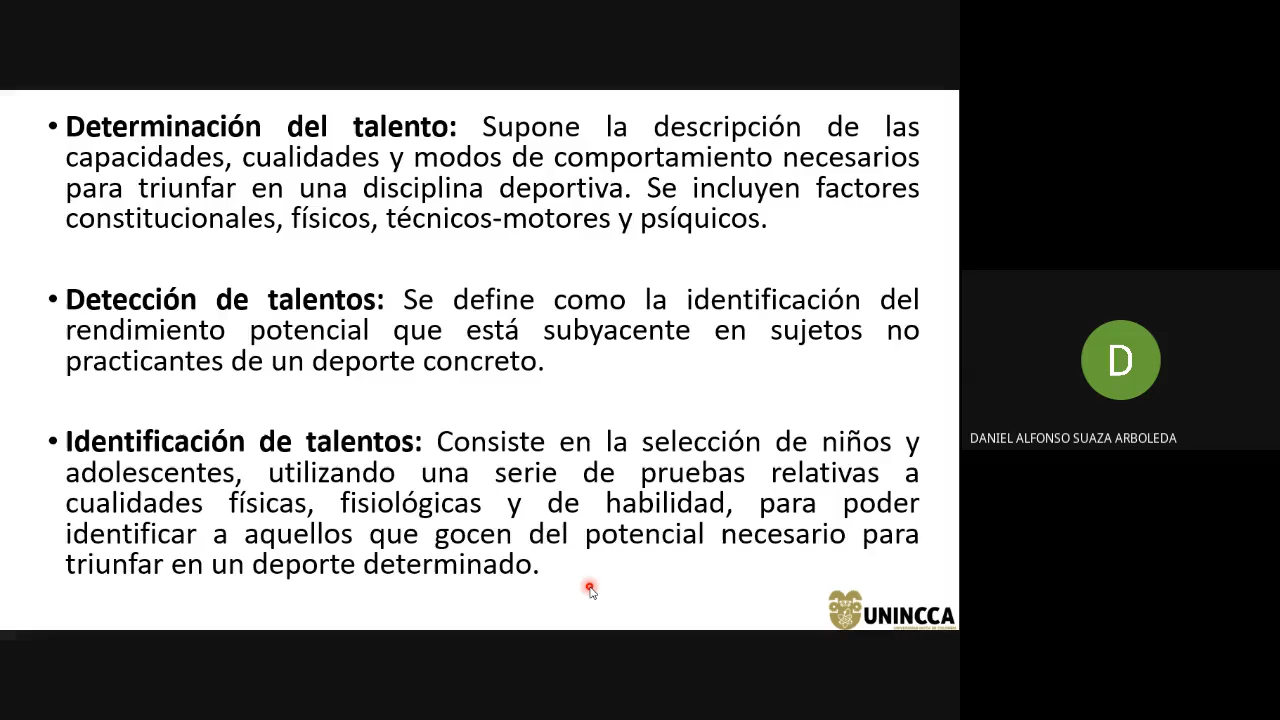 • Determinación del talento: Supone la descripción de las
capacidades, cualidades y modos de comportamiento necesarios
para triunfar en una disciplina deportiva. Se incluyen factores
constitucionales, físicos, técnicos-motores y psíquicos.
• Detección de talentos: Se define como la identificación del
rendimiento potencial que está subyacente en sujetos no
practicantes de un deporte concreto.
• Identificación de talentos: Consiste en la selección de niños y
adolescentes, utilizando una serie de pruebas relativas a
cualidades físicas, fisiológicas y de habilidad, para poder
identificar a aquellos que gocen del potencial necesario para
triunfar en un deporte determinado.
UNINCCA
D
DANIEL ALFONSO SUAZA ARBOLEDA